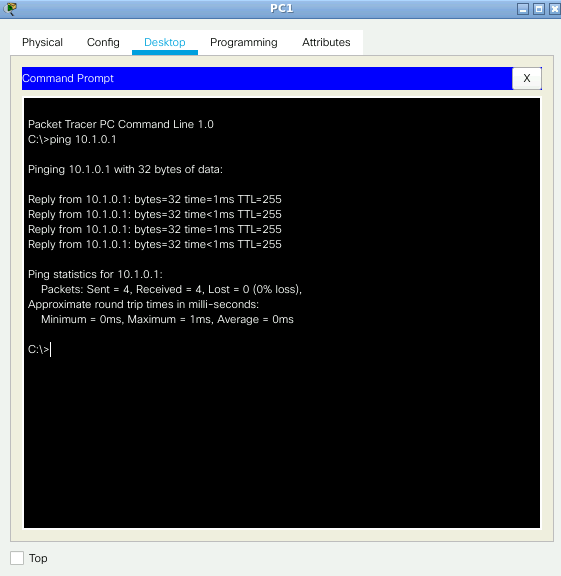 PC1
Physical Config Desktop Programming Attributes
Command Prompt X
Packet Tracer PC Command Line 1.0
C:\>ping 10.1.0.1
Pinging 10.1.0.1 with 32 bytes of data:
Reply from 10.1.0.1: bytes=32 time=1ms TTL=255
Reply from 10.1.0.1: bytes=32 time<1ms TTL=255
Reply from 10.1.0.1: bytes=32 time=1ms TTL=255
Reply from 10.1.0.1: bytes=32 time<1ms TTL=255
Ping statistics for 10.1.0.1:
Packets: Sent = 4, Received = 4, Lost = 0 (0% loss),
Approximate round trip times in milli-seconds:
Minimum = 0ms, Maximum = 1ms, Average = 0ms
C:\>
Top